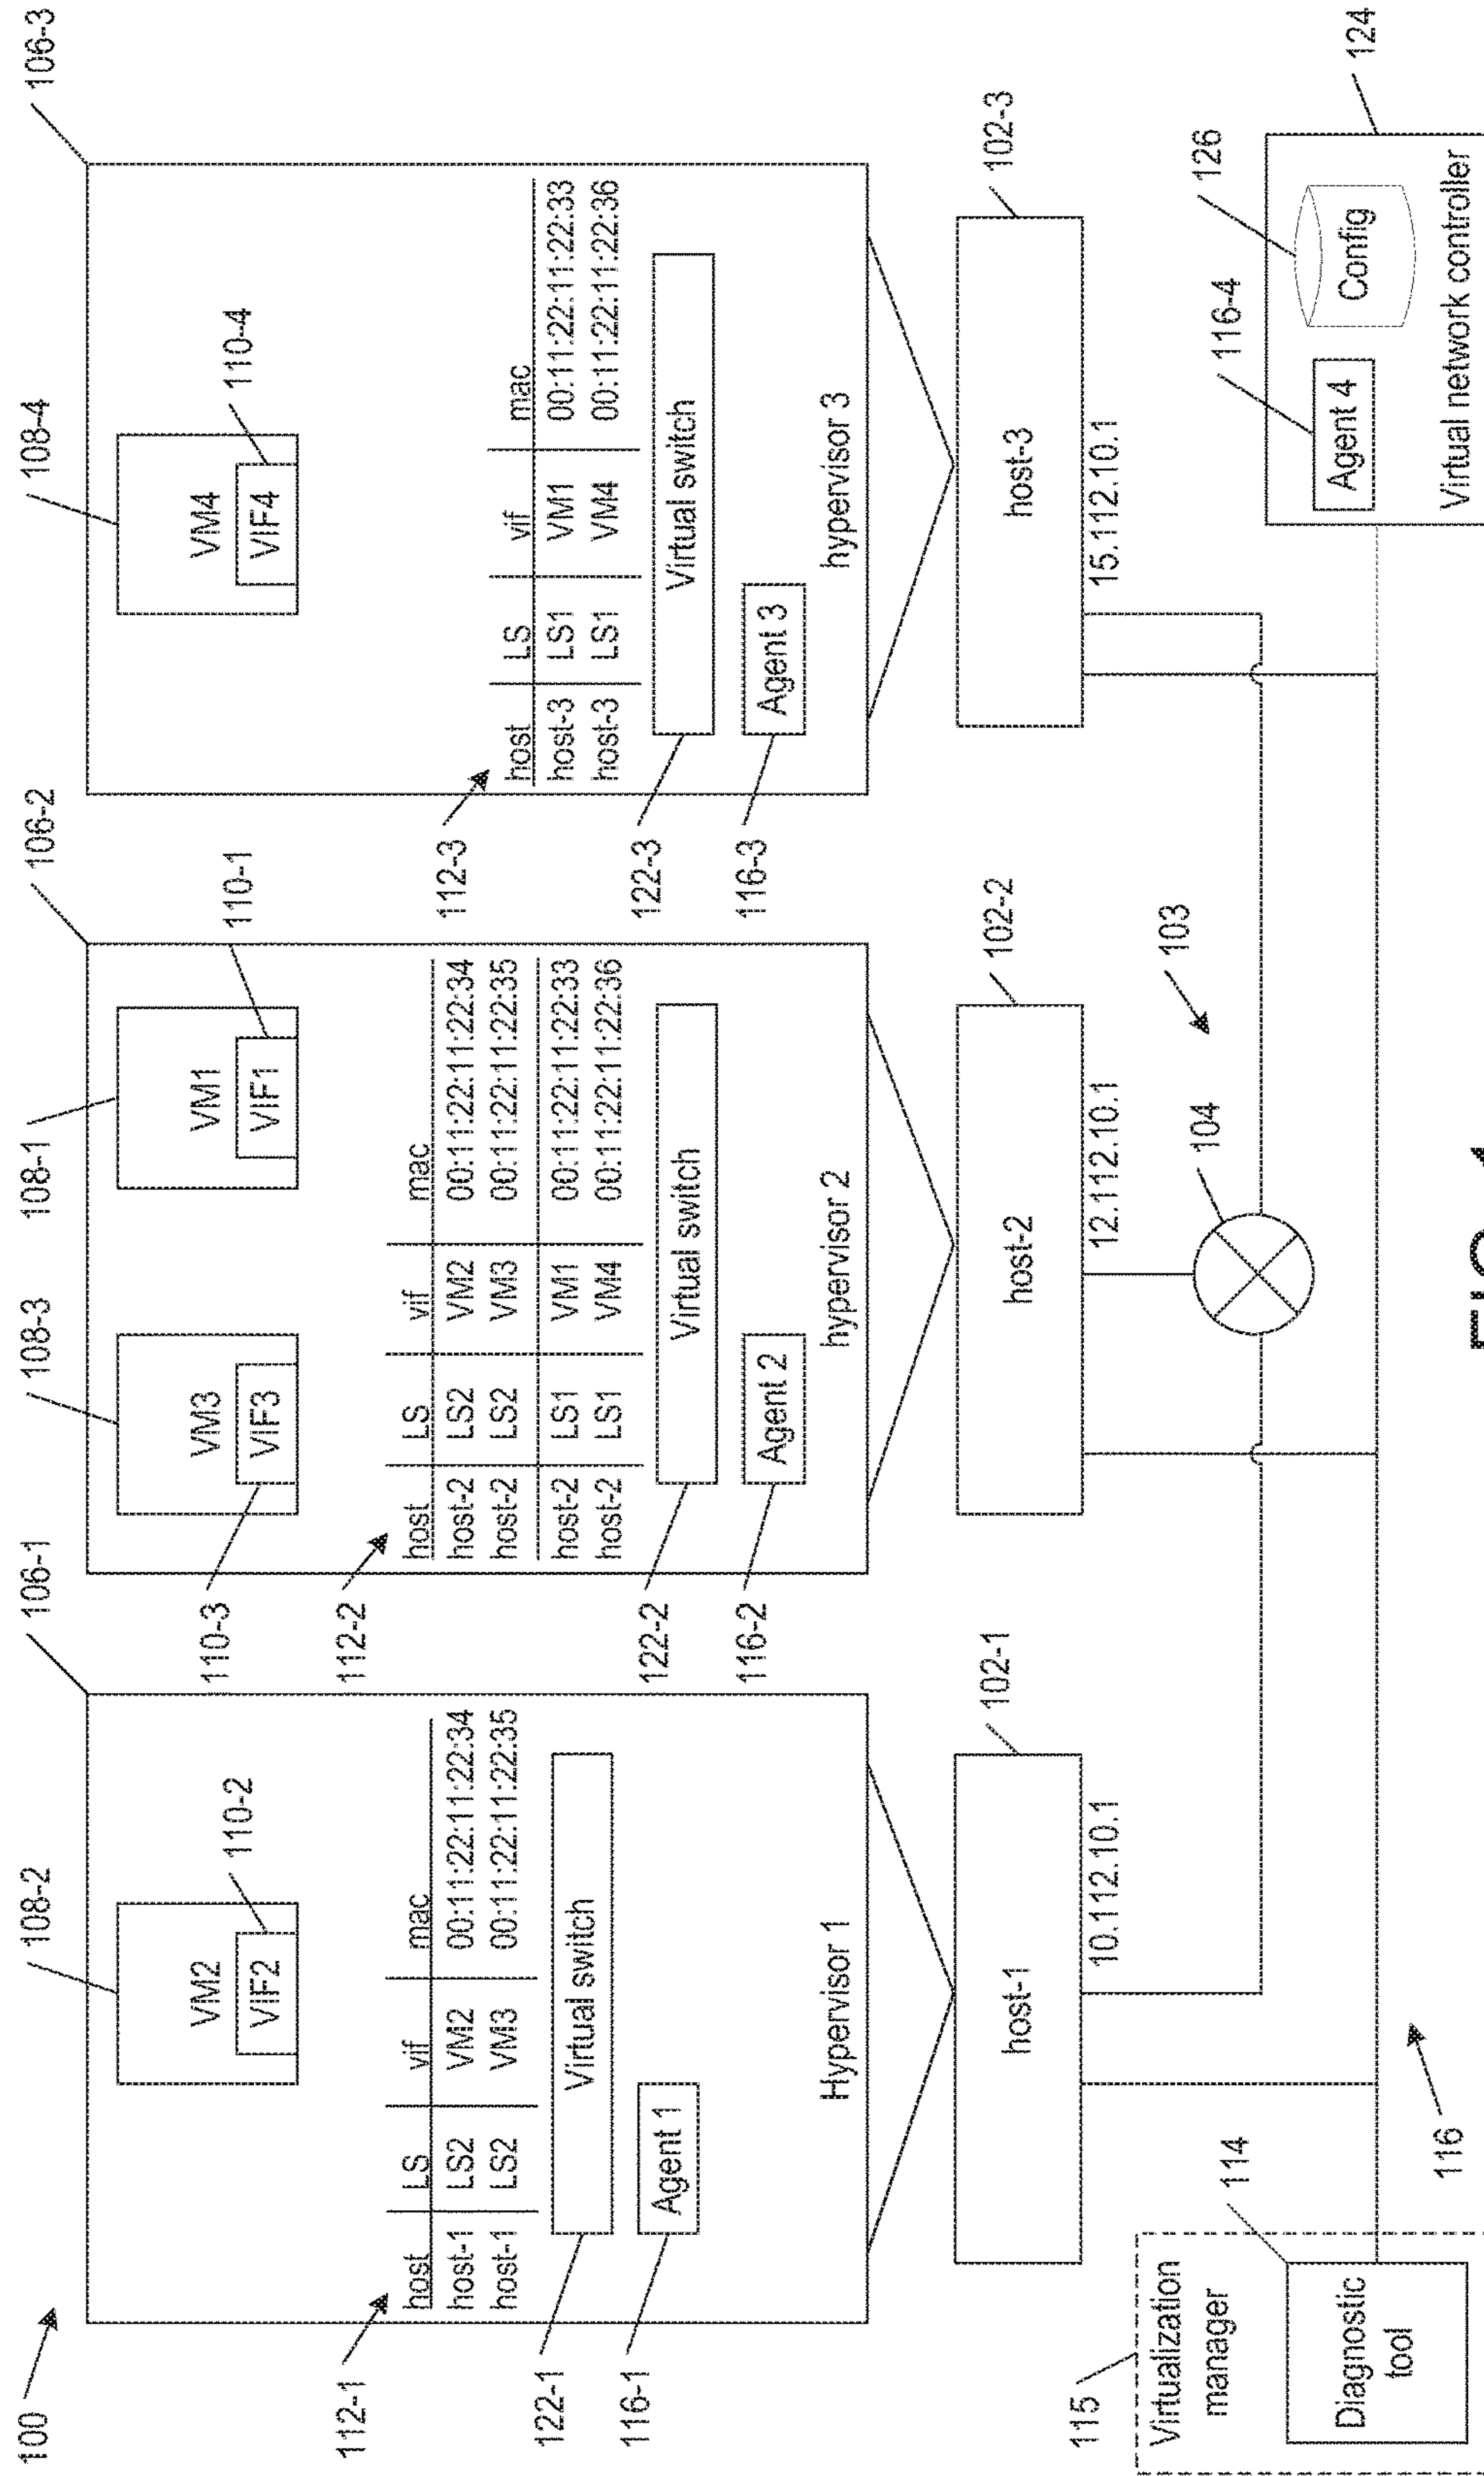 100
106-1
106-2
106-3
108-2
108-3
108-1
108-4
VM2
VIF2
110-2
VM3
VIF3
110-3
VM1
VIF1
110-1
VM4
VIF4
110-4
112-1
host LS vif mac
host-1 LS2 VM2 00:11:22:11:22:34
host-1 LS2 VM3 00:11:22:11:22:35
Virtual switch
122-1
Agent 1
116-1
Hypervisor 1
112-2
host LS vif mac
host-2 LS2 VM2 00:11:22:11:22:34
host-2 LS2 VM3 00:11:22:11:22:35
host-2 LS1 VM1 00:11:22:11:22:33
host-2 LS1 VM4 00:11:22:11:22:36
Virtual switch
122-2
Agent 2
116-2
hypervisor 2
112-3
host LS vif mac
host-3 LS1 VM1 00:11:22:11:22:33
host-3 LS1 VM4 00:11:22:11:22:36
Virtual switch
122-3
Agent 3
116-3
hypervisor 3
102-1
host-1
10.112.10.1
102-2
host-2
12.112.10.1
102-3
host-3
15.112.10.1
103
104
115
Virtualization
manager
114
Diagnostic
tool
116
116-4
Agent 4
126
Config
124
Virtual network controller